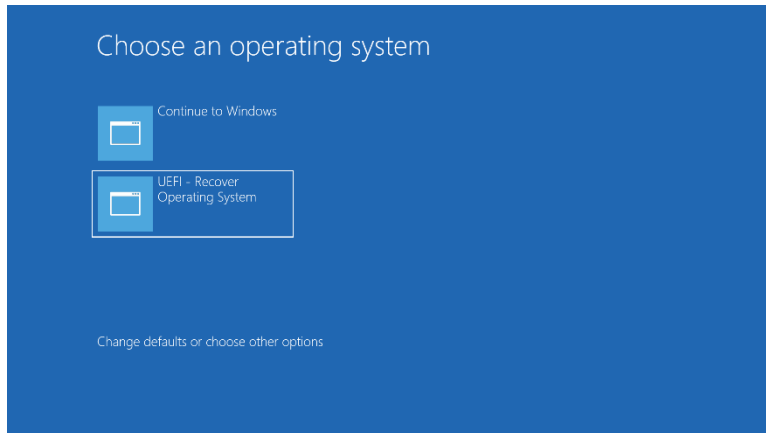 Choose an operating system
Continue to Windows
UEFI - Recover
Operating System
Change defaults or choose other options